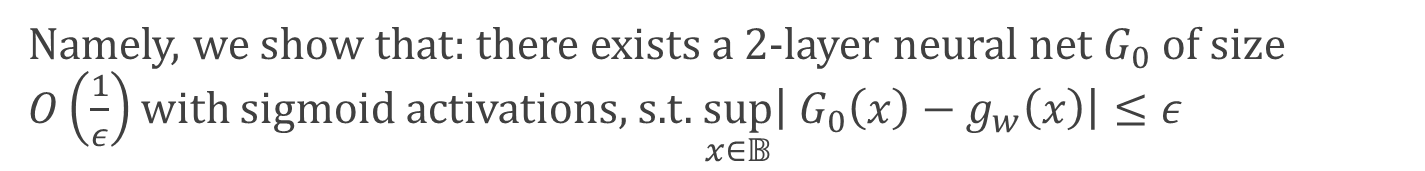 Namely, we show that: there exists a 2-layer neural net G₀ of size
O(1/ϵ) with sigmoid activations, s.t. sup| G₀(x) − g_w(x)| ≤ ϵ
x∈𝔹